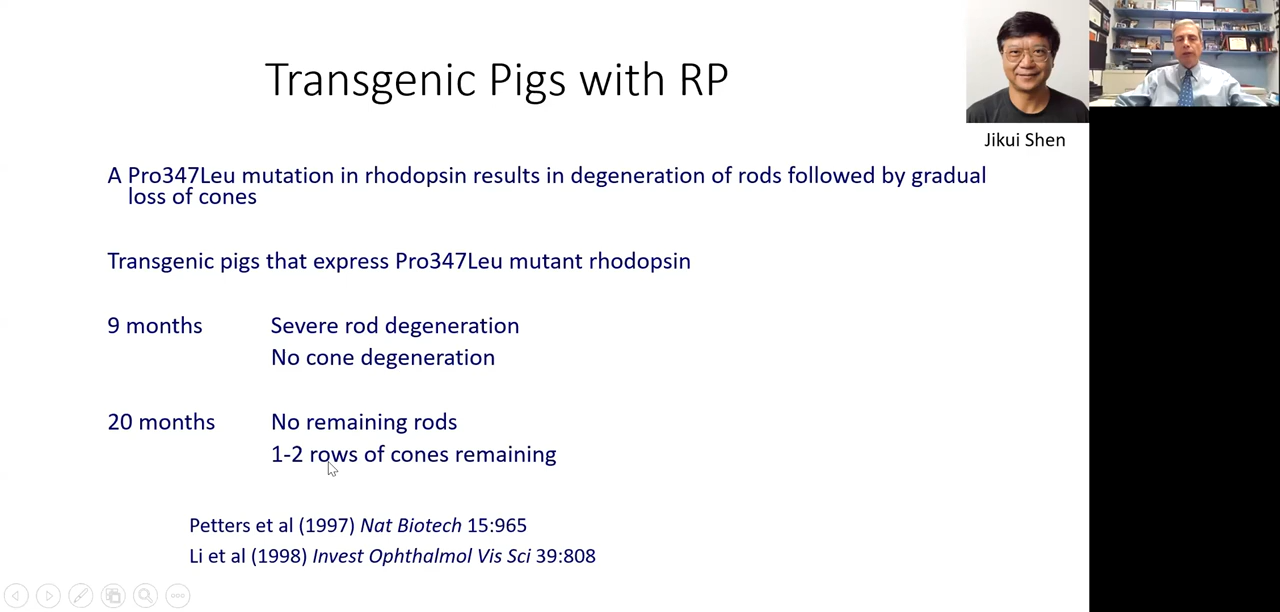 Transgenic Pigs with RP
Jikui Shen
A Pro347Leu mutation in rhodopsin results in degeneration of rods followed by gradual
loss of cones
Transgenic pigs that express Pro347Leu mutant rhodopsin
9 months Severe rod degeneration
No cone degeneration
20 months No remaining rods
1-2 rows of cones remaining
Petters et al (1997) Nat Biotech 15:965
Li et al (1998) Invest Ophthalmol Vis Sci 39:808